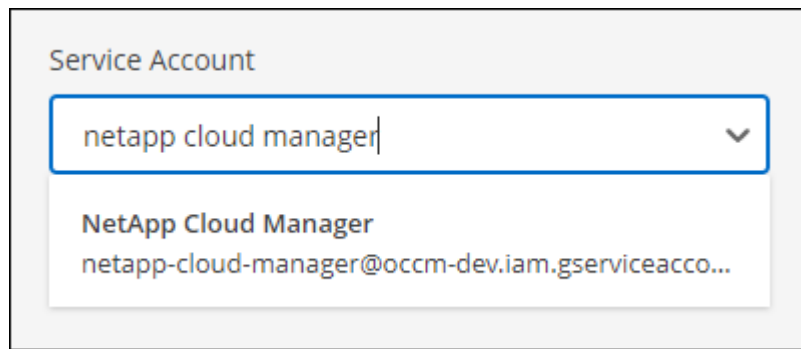 Service Account
netapp cloud manager
NetApp Cloud Manager
netapp-cloud-manager@occm-dev.iam.gserviceacco...